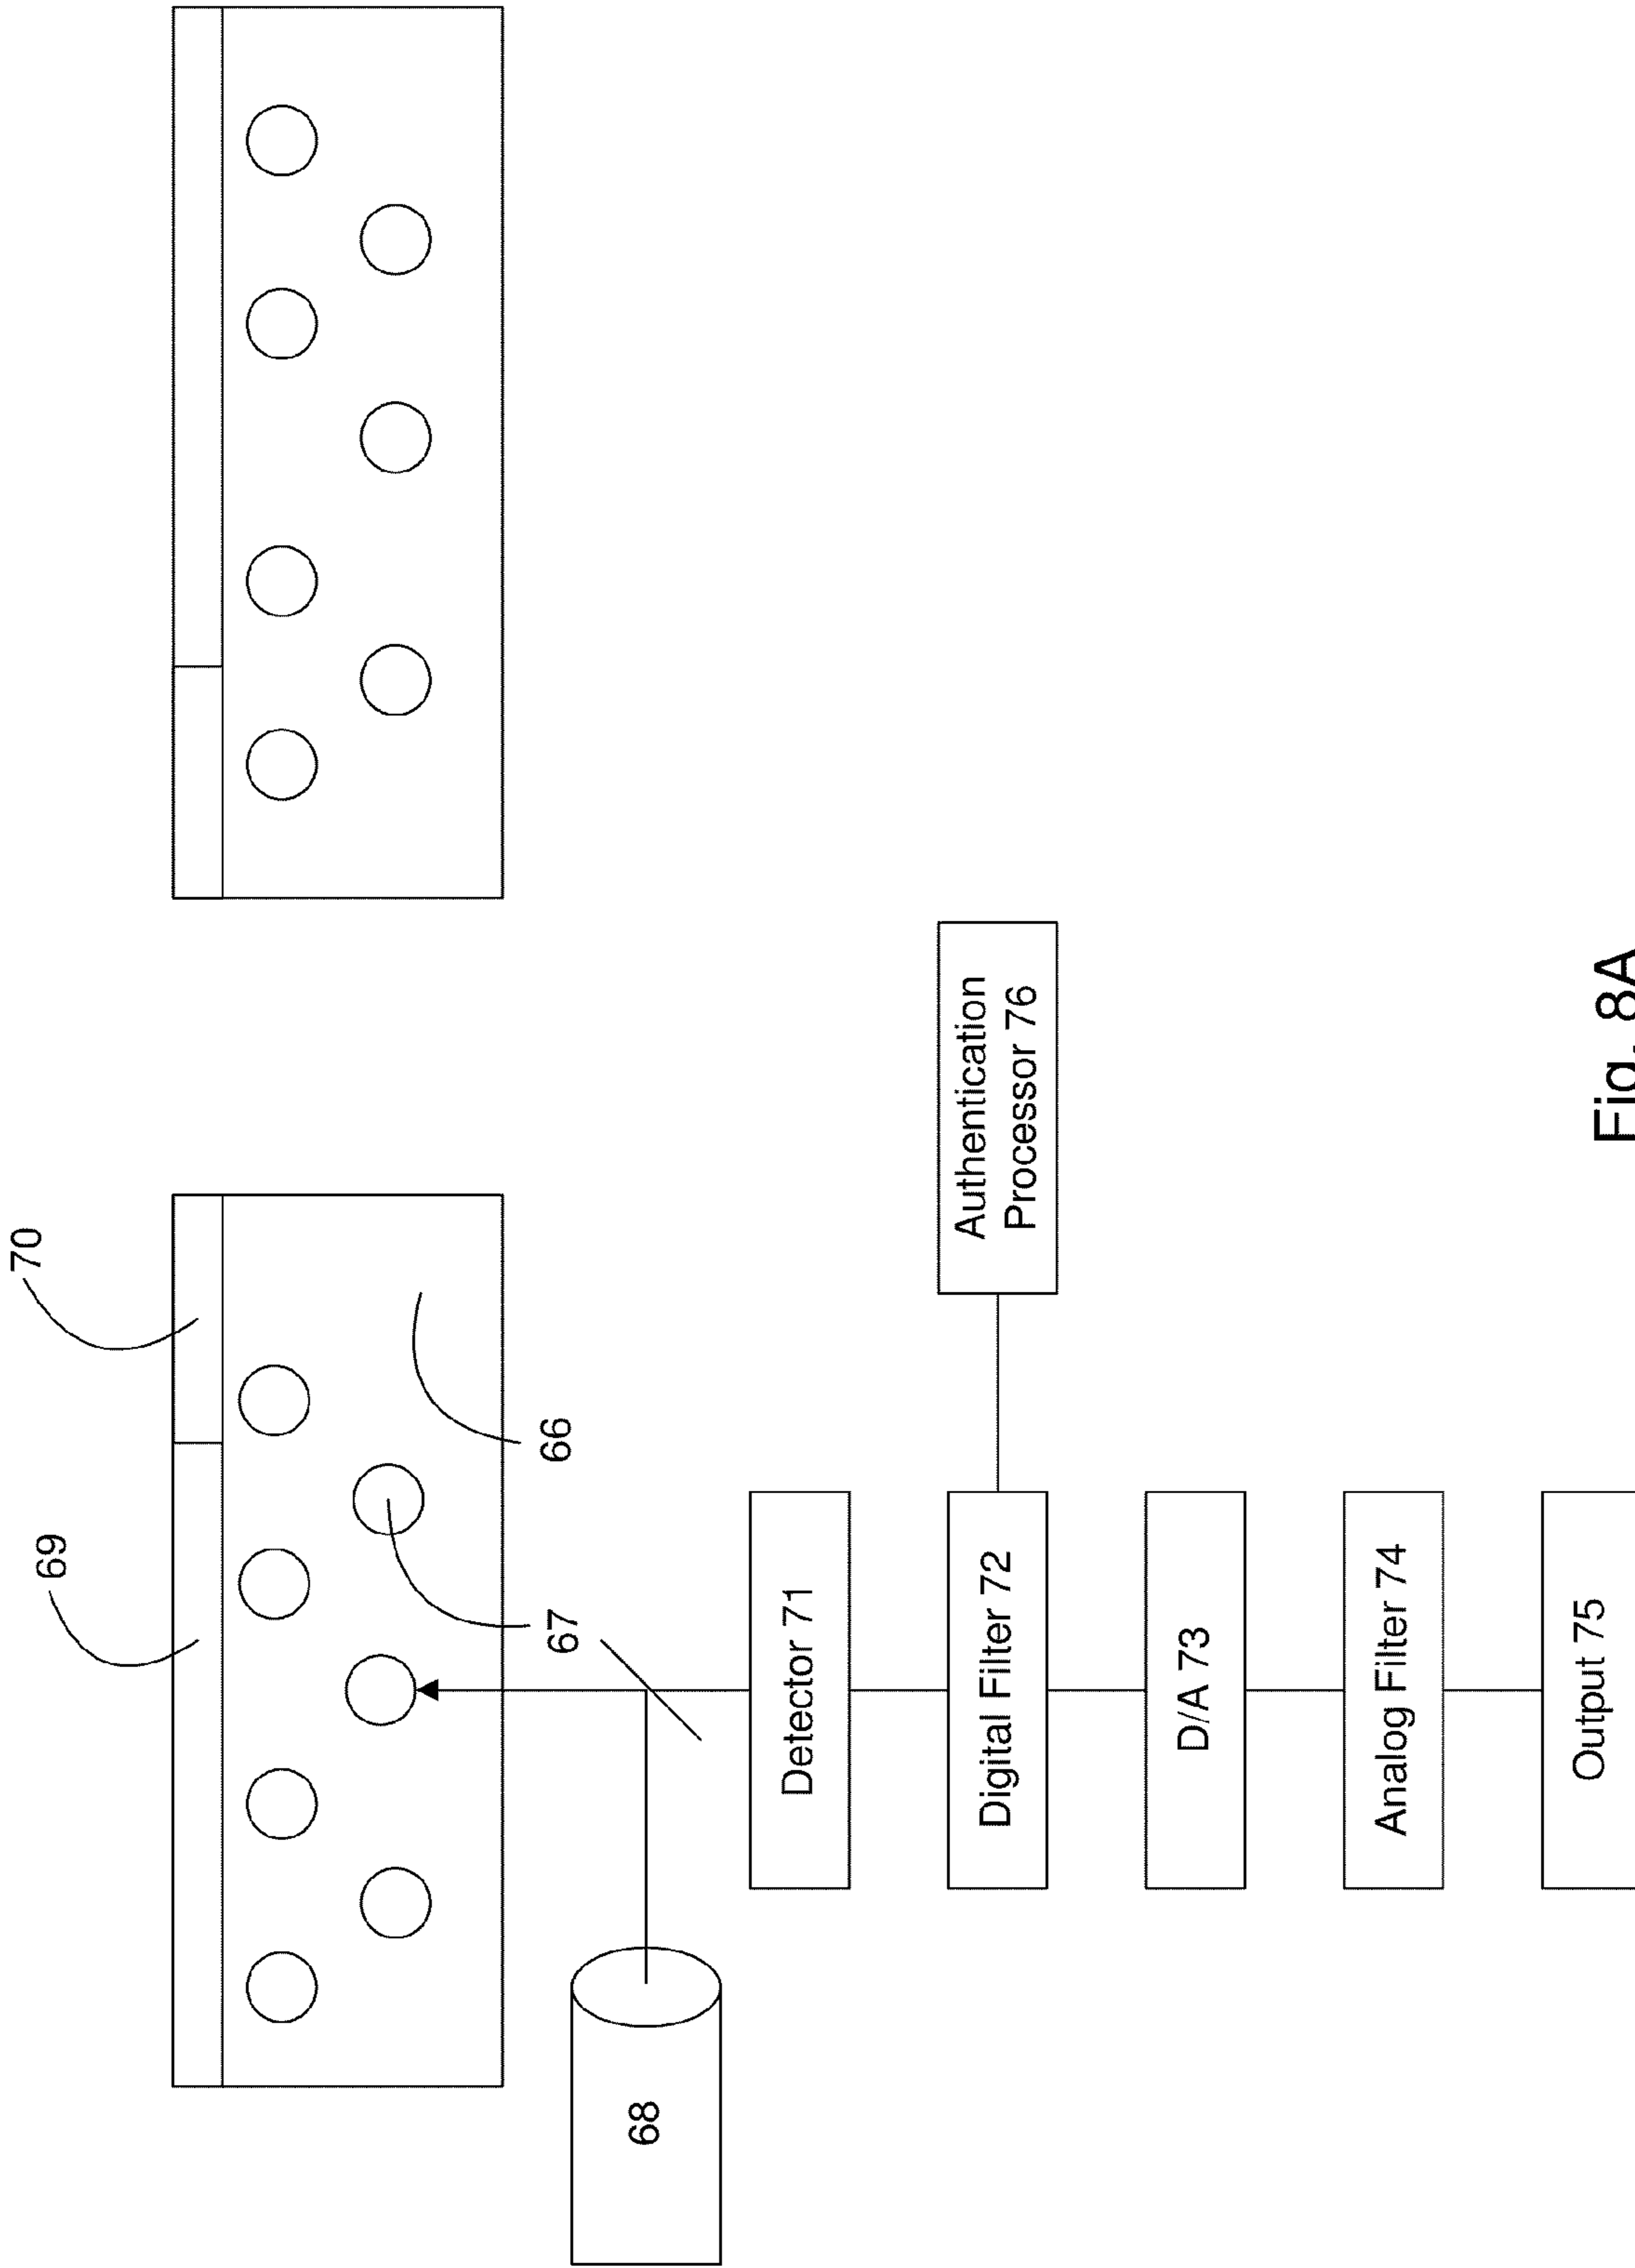 70
69
66
67
68
Detector 71
Digital Filter 72
Authentication
Processor 76
D/A 73
Analog Filter 74
Output 75
Fig. 8A